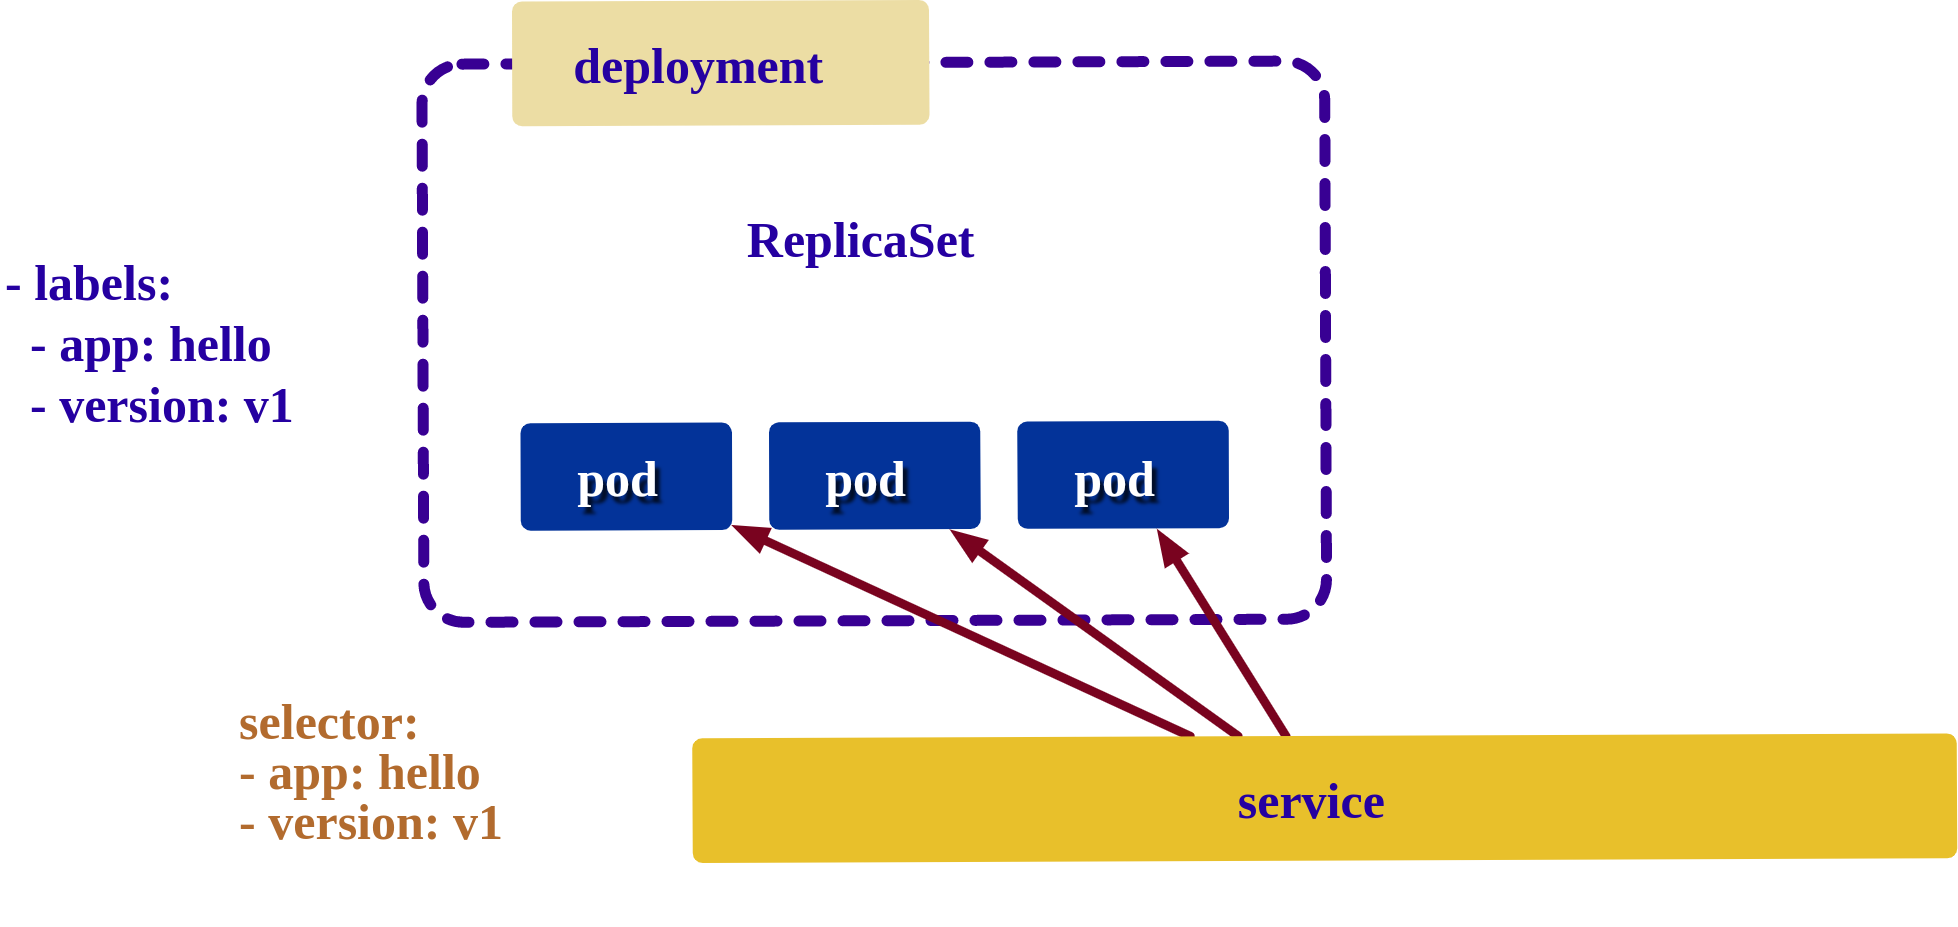 deployment
ReplicaSet
- labels:
- app: hello
- version: v1
pod pod pod
selector:
- app: hello
- version: v1
service